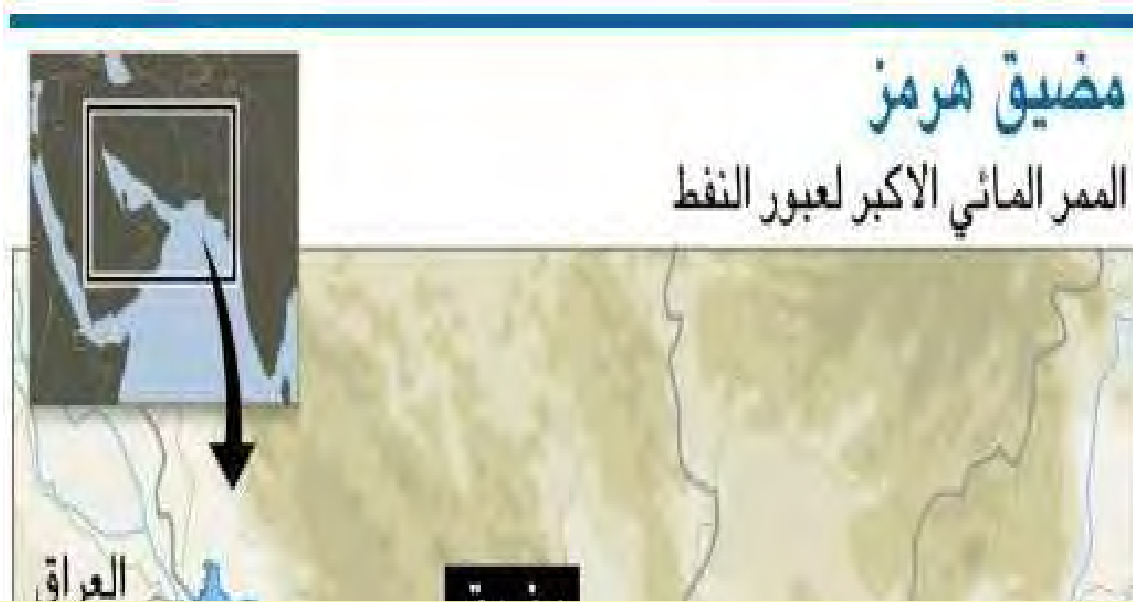 مضيق هرمز
الممر المائي الاكبر لعبور النفط
العراق